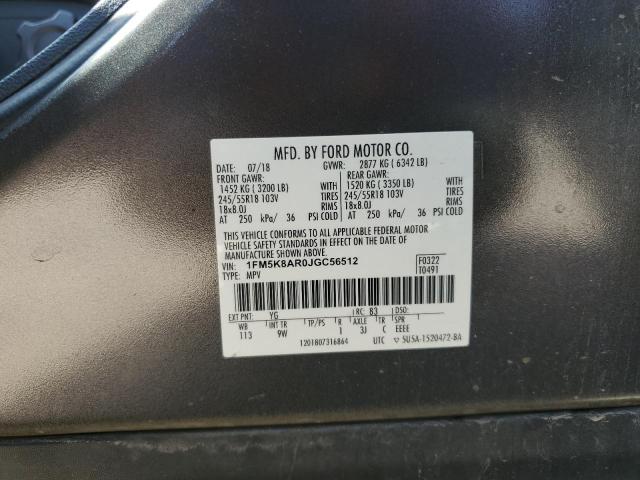 MFD. BY FORD MOTOR CO.
DATE: 07/18 GVWR: 2877 KG ( 6342 LB)
FRONT GAWR: REAR GAWR:
1452 KG ( 3200 LB) WITH 1520 KG ( 3350 LB) WITH
245/55R18 103V TIRES 245/55R18 103V TIRES
18x8.0J RIMS 18x8.0J RIMS
AT 250 kPa/ 36 PSI COLD AT 250 kPa/ 36 PSI COLD
THIS VEHICLE CONFORMS TO ALL APPLICABLE FEDERAL MOTOR
VEHICLE SAFETY STANDARDS IN EFFECT ON THE DATE OF
MANUFACTURE SHOWN ABOVE.
VIN: 1FM5K8AR0JGC56512 F0322
TYPE: MPV T0491
EXT PNT: YG RC: 83 DSO:
WB INT TR TP/PS R AXLE TR SPR
113 9W 1 3J C EEEE
1201807316864 UTC ▽ 5U5A-1520472-BA